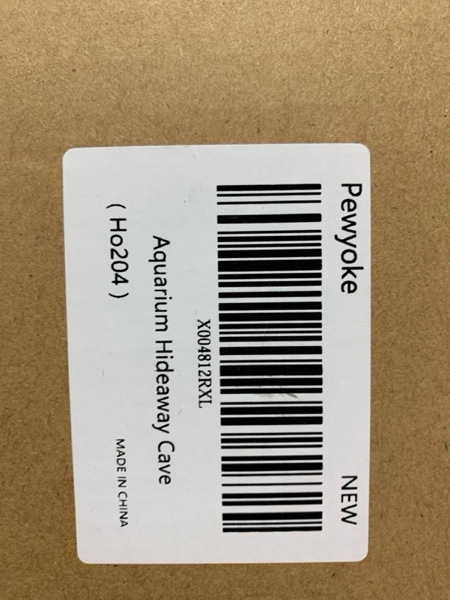 Pewyoke NEW
X004812RXL
Aquarium Hideaway Cave
( Ho204 )
MADE IN CHINA